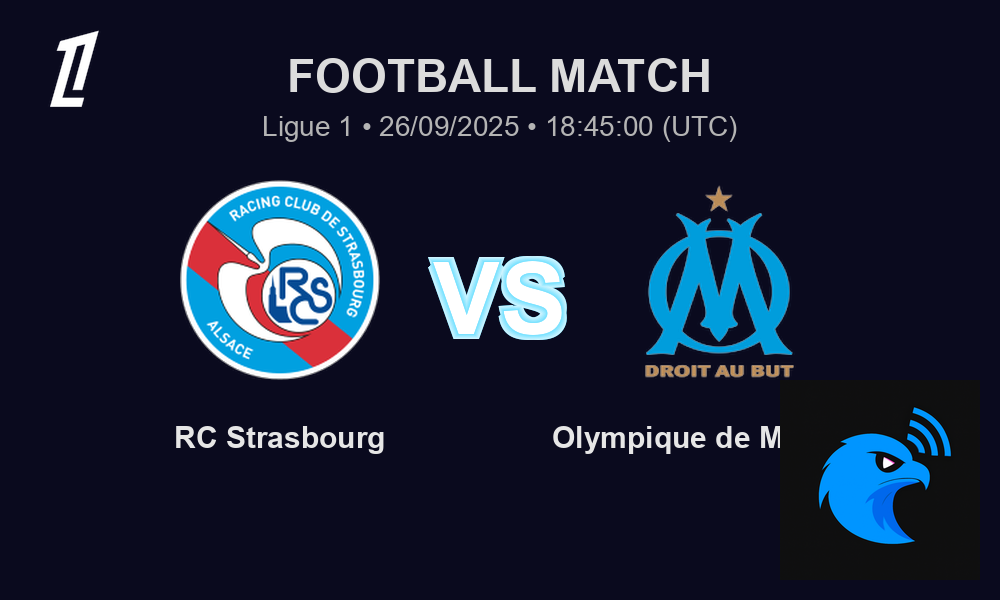 FOOTBALL MATCH
Ligue 1 • 26/09/2025 • 18:45:00 (UTC)
RACING CLUB DE STRASBOURG
RCS
ALSACE
VS
DROIT AU BUT
RC Strasbourg
Olympique de M